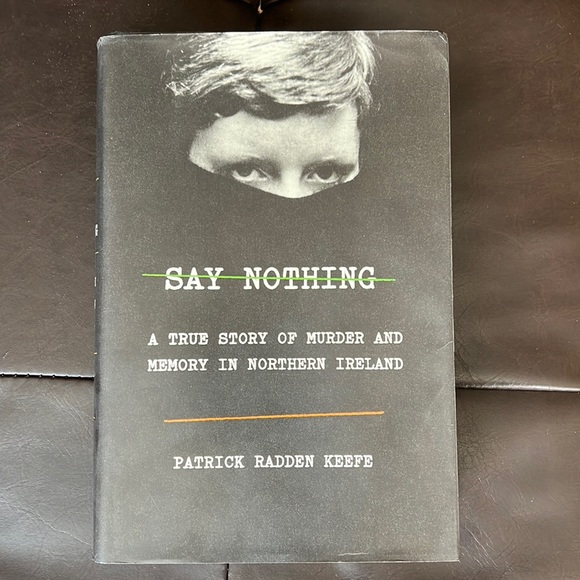 SAY NOTHING
A TRUE STORY OF MURDER AND
MEMORY IN NORTHERN IRELAND
PATRICK RADDEN KEEFE